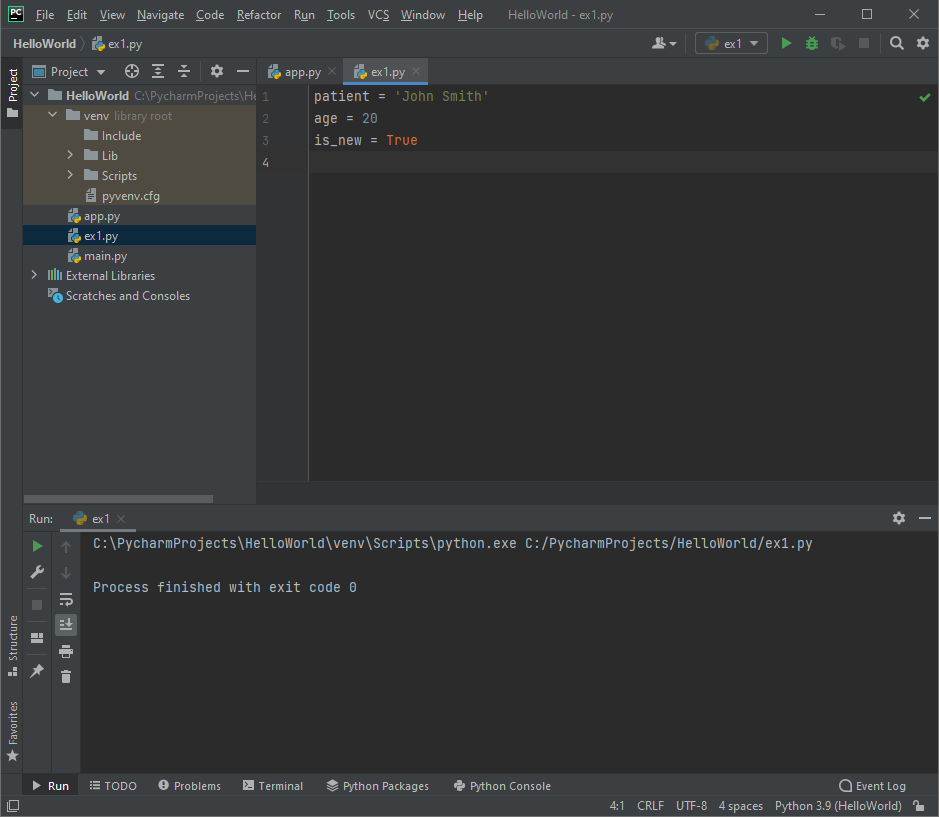 PC File Edit View Navigate Code Refactor Run Tools VCS Window Help HelloWorld - ex1.py
HelloWorld ex1.py ex1
Project
Project
app.py ex1.py
HelloWorld C:\PycharmProjects\He
venv library root
Include
Lib
Scripts
pyvenv.cfg
app.py
ex1.py
main.py
External Libraries
Scratches and Consoles
1 patient = 'John Smith'
2 age = 20
3 is_new = True
4
Run: ex1
C:\PycharmProjects\HelloWorld\venv\Scripts\python.exe C:/PycharmProjects/HelloWorld/ex1.py
Process finished with exit code 0
Structure
Favorites
Run TODO Problems Terminal Python Packages Python Console Event Log
4:1 CRLF UTF-8 4 spaces Python 3.9 (HelloWorld)